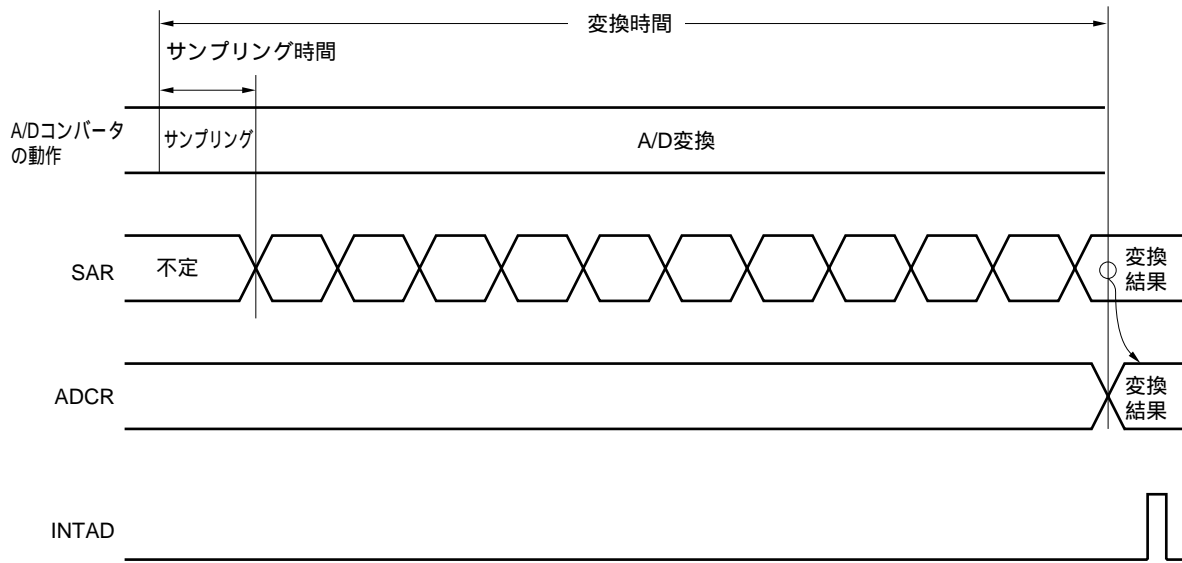 変換時間
サンプリング時間
A/Dコンバータ
の動作
サンプリング
A/D変換
SAR
不定
変換
結果
ADCR
変換
結果
INTAD